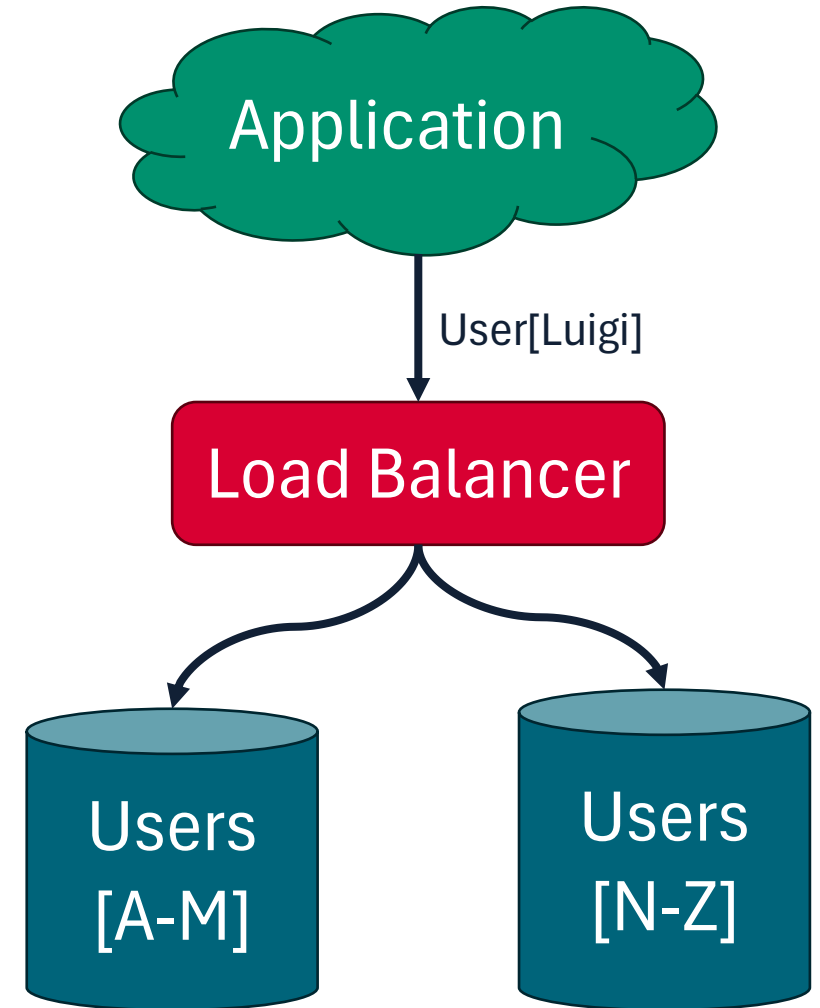 Application
User[Luigi]
Load Balancer
Users
[A-M]
Users
[N-Z]